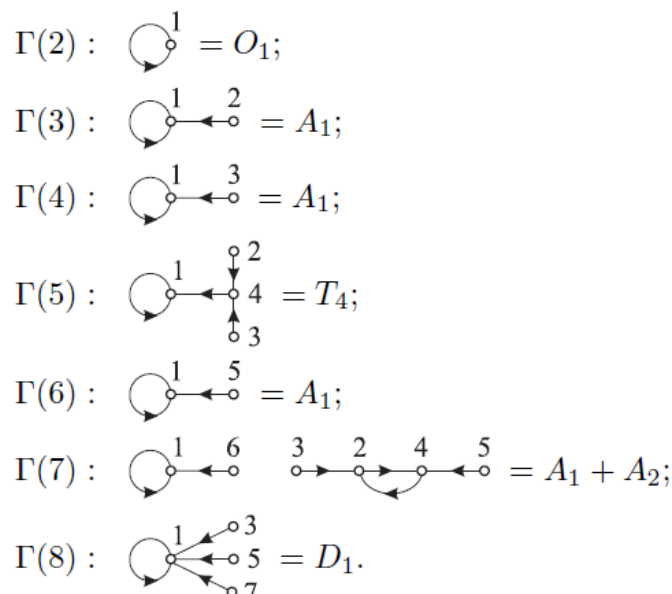 Γ(2) : 1 = O₁;
Γ(3) : 1 2 = A₁;
Γ(4) : 1 3 = A₁;
Γ(5) : 1 2 4 3 = T₄;
Γ(6) : 1 5 = A₁;
Γ(7) : 1 6 3 2 4 5 = A₁ + A₂;
Γ(8) : 1 3 5 7 = D₁.